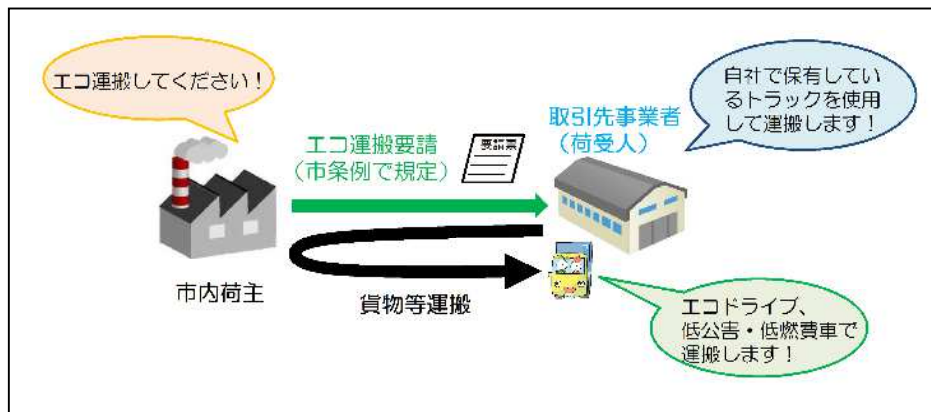 エコ運搬してください！
自社で保有してい
るトラックを使用
して運搬します！
取引先事業者
（荷受人）
エコ運搬要請
（市条例で規定）
要請票
市内荷主
貨物等運搬
エコドライブ、
低公害・低燃費車で
運搬します！